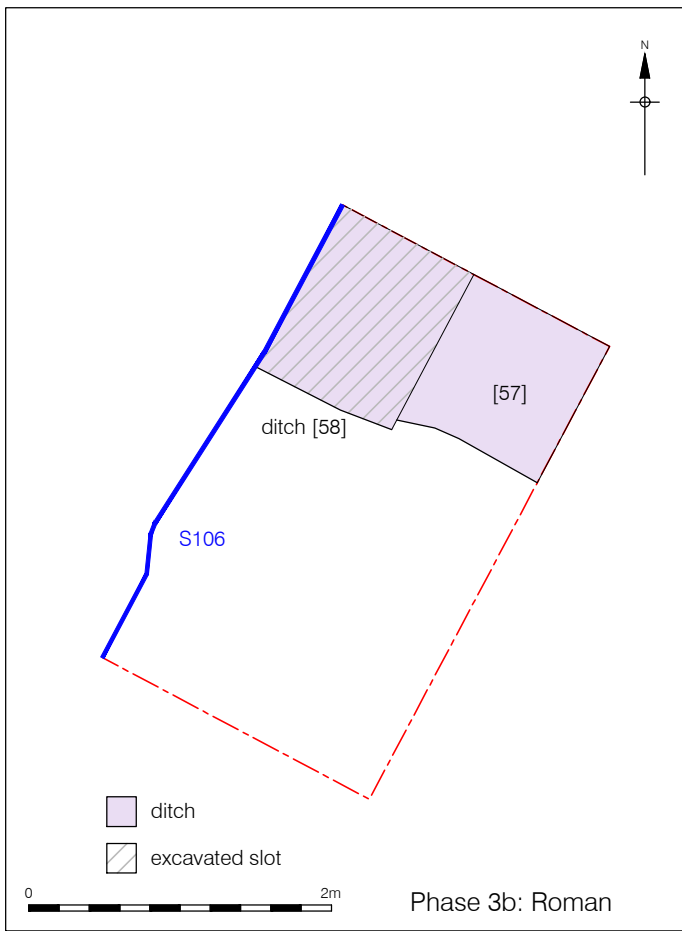 N
[57]
ditch [58]
S106
ditch
excavated slot
0 2m
Phase 3b: Roman